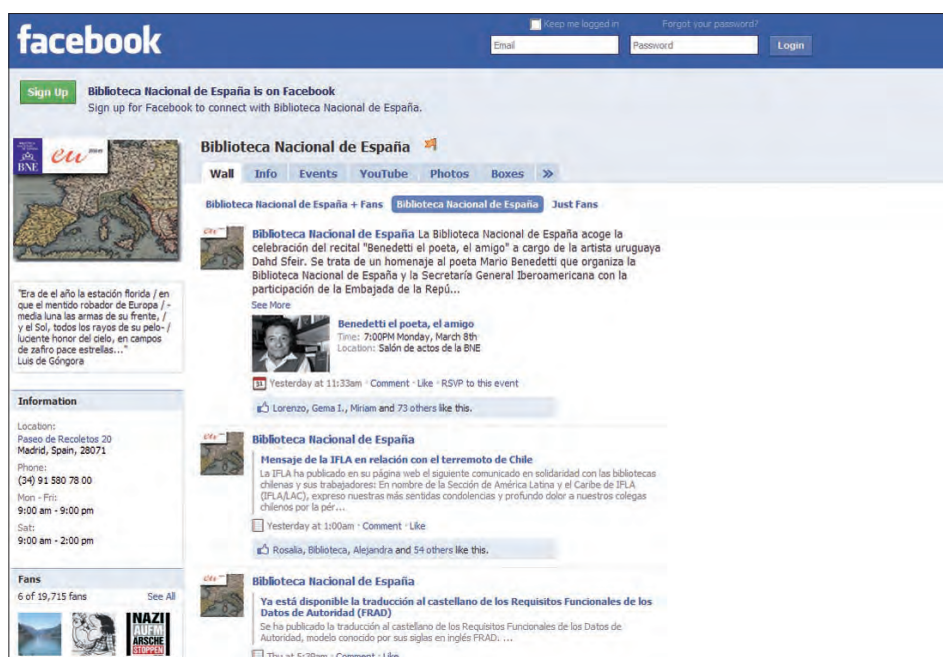 facebook
Keep me logged in
Forgot your password?
Email
Password
Login
Sign Up
Biblioteca Nacional de España is on Facebook
Sign up for Facebook to connect with Biblioteca Nacional de España.
BNE
eu
Biblioteca Nacional de España
Wall Info Events YouTube Photos Boxes »
Biblioteca Nacional de España + Fans Biblioteca Nacional de España Just Fans
Biblioteca Nacional de España La Biblioteca Nacional de España acoge la
celebración del recital "Benedetti el poeta, el amigo" a cargo de la artista uruguaya
Dahd Sfeir. Se trata de un homenaje al poeta Mario Benedetti que organiza la
Biblioteca Nacional de España y la Secretaría General Iberoamericana con la
participación de la Embajada de la Repú...
See More
Benedetti el poeta, el amigo
Time: 7:00PM Monday, March 8th
Location: Salón de actos de la BNE
31 Yesterday at 11:33am · Comment · Like · RSVP to this event
Lorenzo, Gema I., Miriam and 73 others like this.
"Era de el año la estación florida / en
que el mentido robador de Europa / -
media luna las armas de su frente, /
y el Sol, todos los rayos de su pelo- /
luciente honor del cielo, en campos
de zafiro pace estrellas..."
Luis de Góngora
Information
Location:
Paseo de Recoletos 20
Madrid, Spain, 28071
Phone:
(34) 91 580 78 00
Mon - Fri:
9:00 am - 9:00 pm
Sat:
9:00 am - 2:00 pm
Biblioteca Nacional de España
Mensaje de la IFLA en relación con el terremoto de Chile
La IFLA ha publicado en su página web el siguiente comunicado en solidaridad con las bibliotecas
chilenas y sus trabajadores: En nombre de la Sección de América Latina y el Caribe de IFLA
(IFLA/LAC), expreso nuestras más sentidas condolencias y profundo dolor a nuestros colegas
chilenos por la pér...
Yesterday at 1:00am · Comment · Like
Rosalia, Biblioteca, Alejandra and 54 others like this.
Fans
6 of 19,715 fans See All
NAZI
AUFM
ARSCHE
STOPPEN
Biblioteca Nacional de España
Ya está disponible la traducción al castellano de los Requisitos Funcionales de los
Datos de Autoridad (FRAD)
Se ha publicado la traducción al castellano de los Requisitos Funcionales de los Datos de
Autoridad, modelo conocido por sus siglas en inglés FRAD. ...
Thu at 5:39pm · Comment · Like